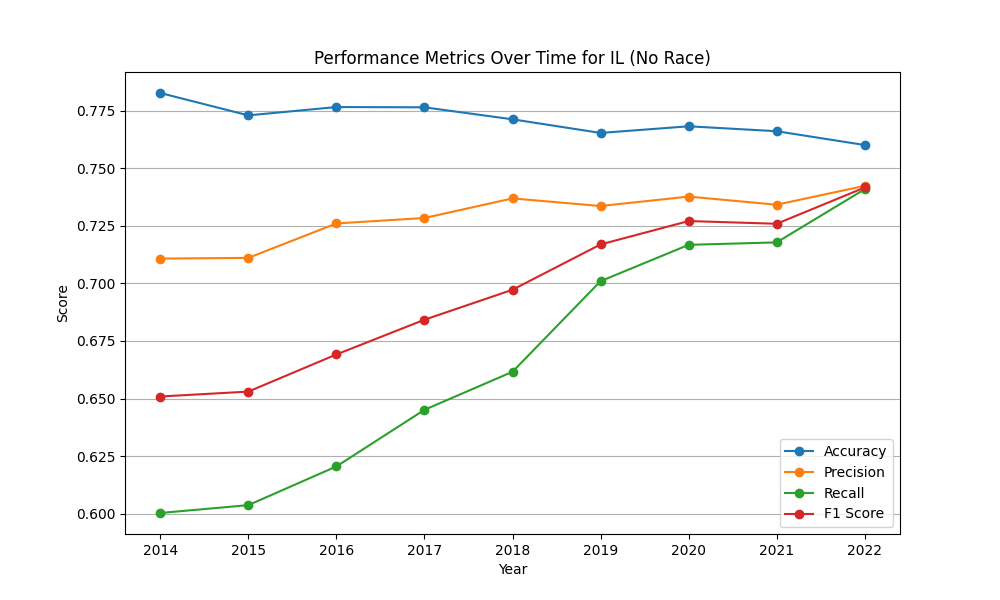 Performance Metrics Over Time for IL (No Race)
Score
0.775
0.750
0.725
0.700
0.675
0.650
0.625
0.600
Accuracy
Precision
Recall
F1 Score
2014 2015 2016 2017 2018 2019 2020 2021 2022
Year